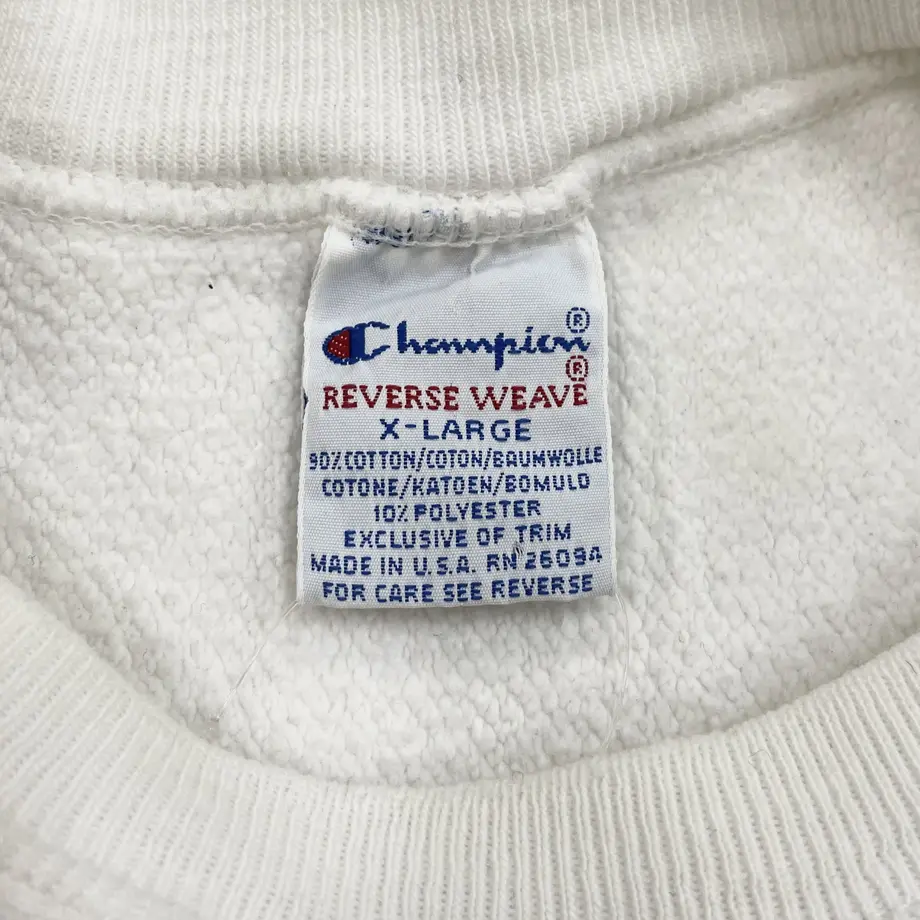 Champion®
REVERSE WEAVE®
X-LARGE
90% COTTON/COTON/BAUMWOLLE
COTONE/KATOEN/BOMULD
10% POLYESTER
EXCLUSIVE OF TRIM
MADE IN U.S.A. RN 26094
FOR CARE SEE REVERSE